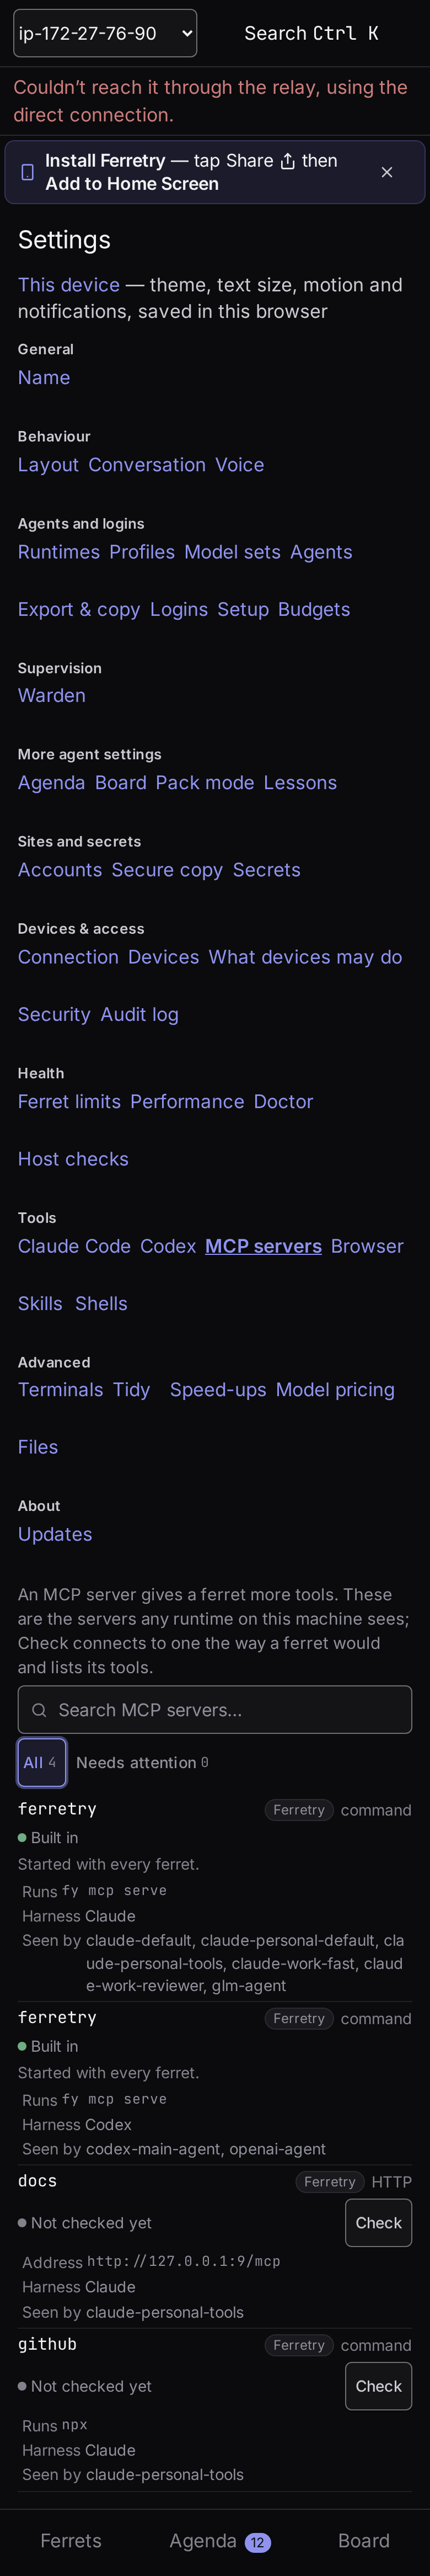 ip-172-27-76-90
Search Ctrl K
Couldn’t reach it through the relay, using the
direct connection.
Install Ferretry — tap Share then
Add to Home Screen
Settings
This device — theme, text size, motion and
notifications, saved in this browser
General
Name
Behaviour
Layout Conversation Voice
Agents and logins
Runtimes Profiles Model sets Agents
Export & copy Logins Setup Budgets
Supervision
Warden
More agent settings
Agenda Board Pack mode Lessons
Sites and secrets
Accounts Secure copy Secrets
Devices & access
Connection Devices What devices may do
Security Audit log
Health
Ferret limits Performance Doctor
Host checks
Tools
Claude Code Codex MCP servers Browser
Skills Shells
Advanced
Terminals Tidy Speed-ups Model pricing
Files
About
Updates
An MCP server gives a ferret more tools. These
are the servers any runtime on this machine sees;
Check connects to one the way a ferret would
and lists its tools.
Search MCP servers...
All 4 Needs attention 0
ferretry Ferretry command
Built in
Started with every ferret.
Runs fy mcp serve
Harness Claude
Seen by claude-default, claude-personal-default, cla
ude-personal-tools, claude-work-fast, claud
e-work-reviewer, glm-agent
ferretry Ferretry command
Built in
Started with every ferret.
Runs fy mcp serve
Harness Codex
Seen by codex-main-agent, openai-agent
docs Ferretry HTTP
Not checked yet Check
Address http://127.0.0.1:9/mcp
Harness Claude
Seen by claude-personal-tools
github Ferretry command
Not checked yet Check
Runs npx
Harness Claude
Seen by claude-personal-tools
Ferrets Agenda 12 Board